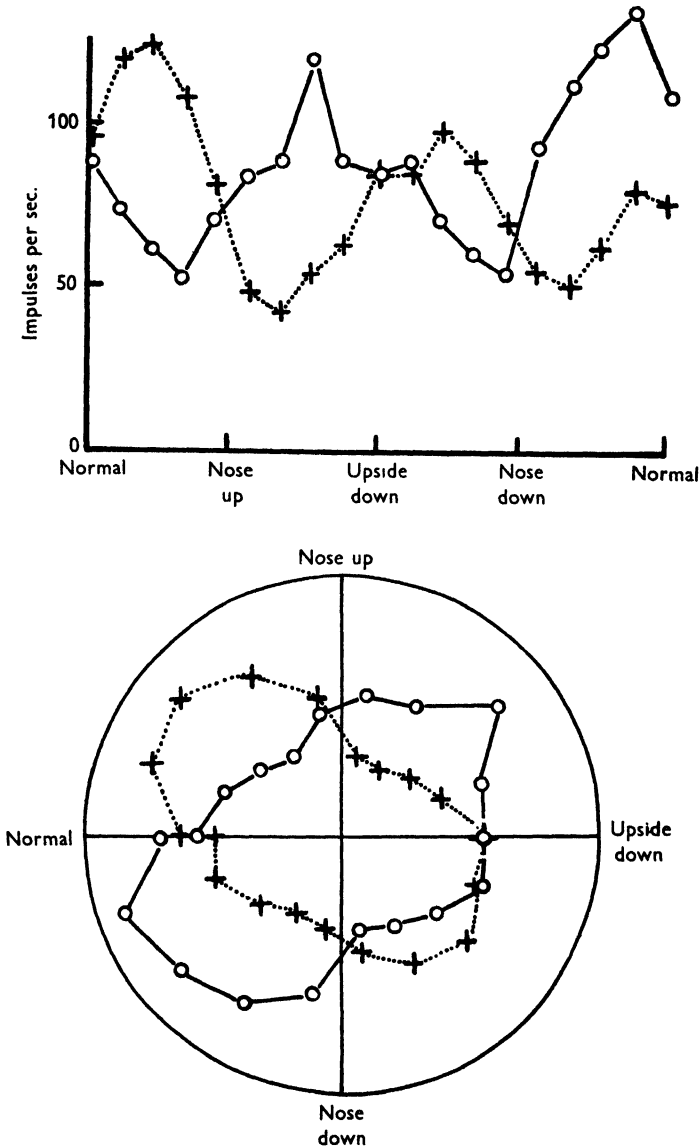 100
50
0
Impulses per sec.
Normal
Nose
up
Upside
down
Nose
down
Normal
Nose up
Normal
Upside
down
Nose
down